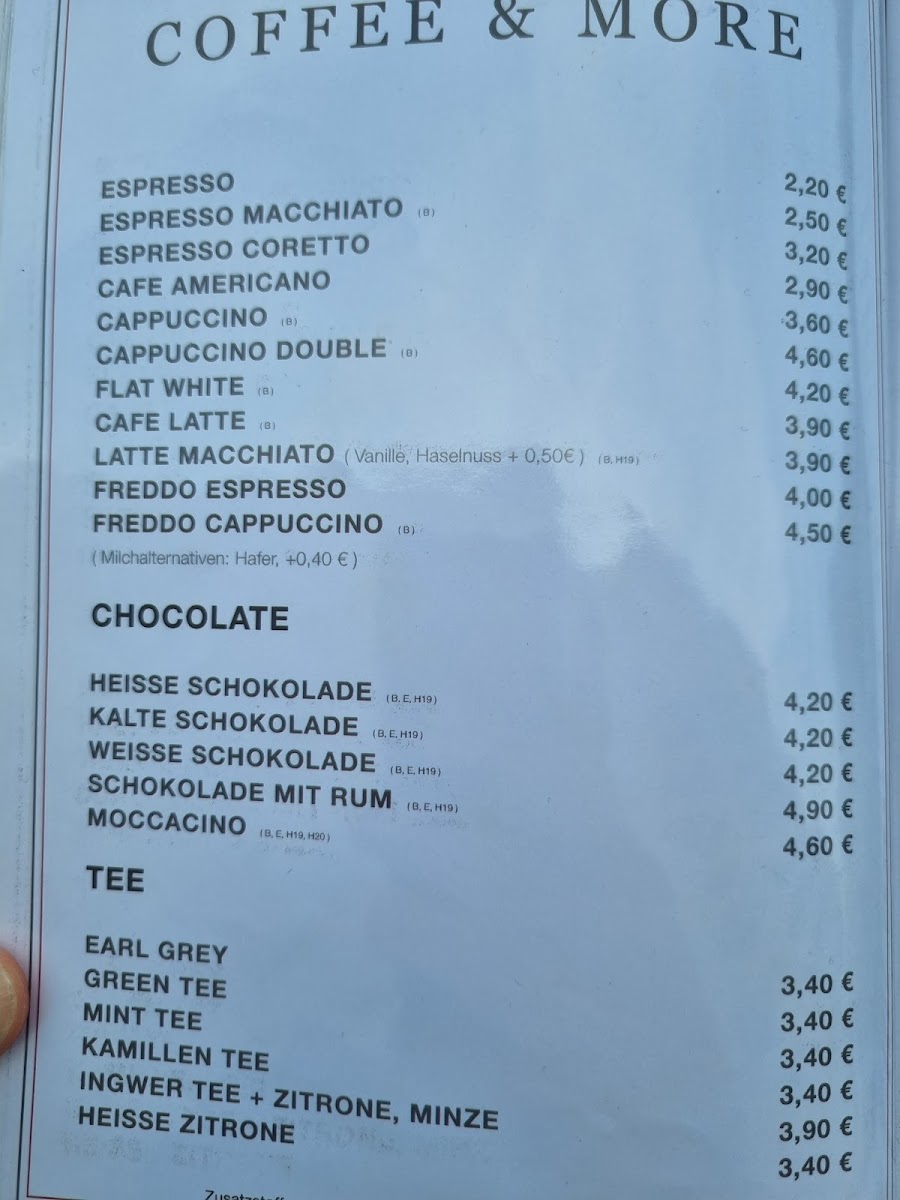 COFFEE & MORE
ESPRESSO 2,20 €
ESPRESSO MACCHIATO (B) 2,50 €
ESPRESSO CORETTO 3,20 €
CAFE AMERICANO 2,90 €
CAPPUCCINO (B) 3,60 €
CAPPUCCINO DOUBLE (B) 4,60 €
FLAT WHITE (B) 4,20 €
CAFE LATTE (B) 3,90 €
LATTE MACCHIATO ( Vanille, Haselnuss + 0,50€ ) (B, H19) 3,90 €
FREDDO ESPRESSO 4,00 €
FREDDO CAPPUCCINO (B) 4,50 €
( Milchalternativen: Hafer, +0,40 € )
CHOCOLATE
HEISSE SCHOKOLADE (B, E, H19) 4,20 €
KALTE SCHOKOLADE (B, E, H19) 4,20 €
WEISSE SCHOKOLADE (B, E, H19) 4,20 €
SCHOKOLADE MIT RUM (B, E, H19) 4,90 €
MOCCACINO (B, E, H19, H20) 4,60 €
TEE
EARL GREY 3,40 €
GREEN TEE 3,40 €
MINT TEE 3,40 €
KAMILLEN TEE 3,40 €
INGWER TEE + ZITRONE, MINZE 3,90 €
HEISSE ZITRONE 3,40 €